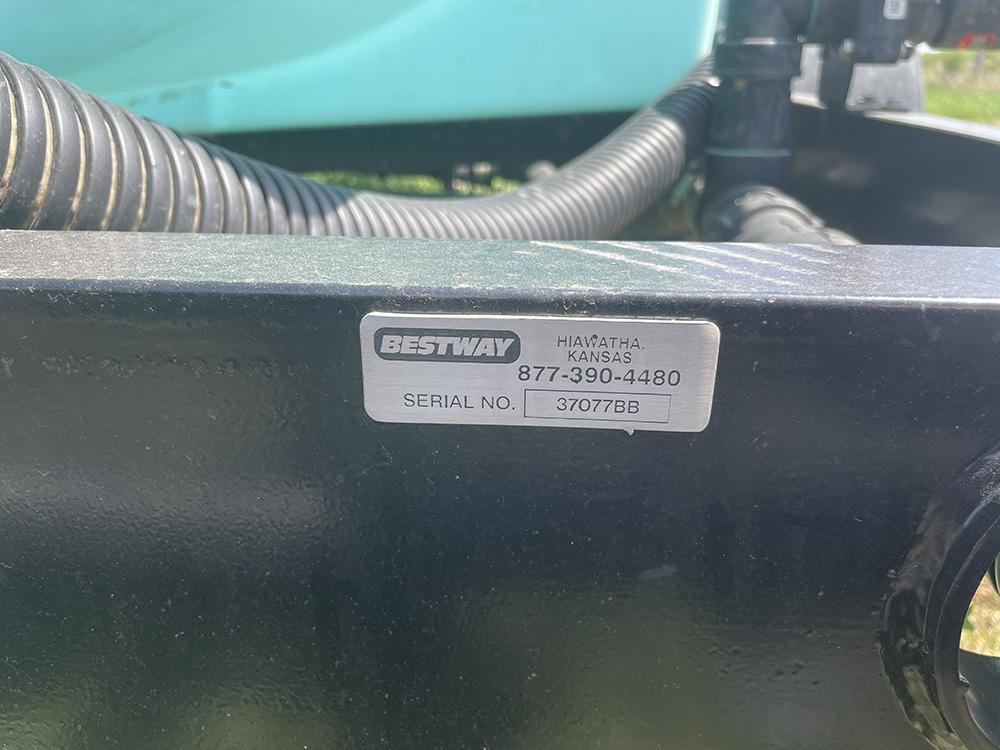 BESTWAY
HIAWATHA,
KANSAS
877-390-4480
SERIAL NO. 37077BB